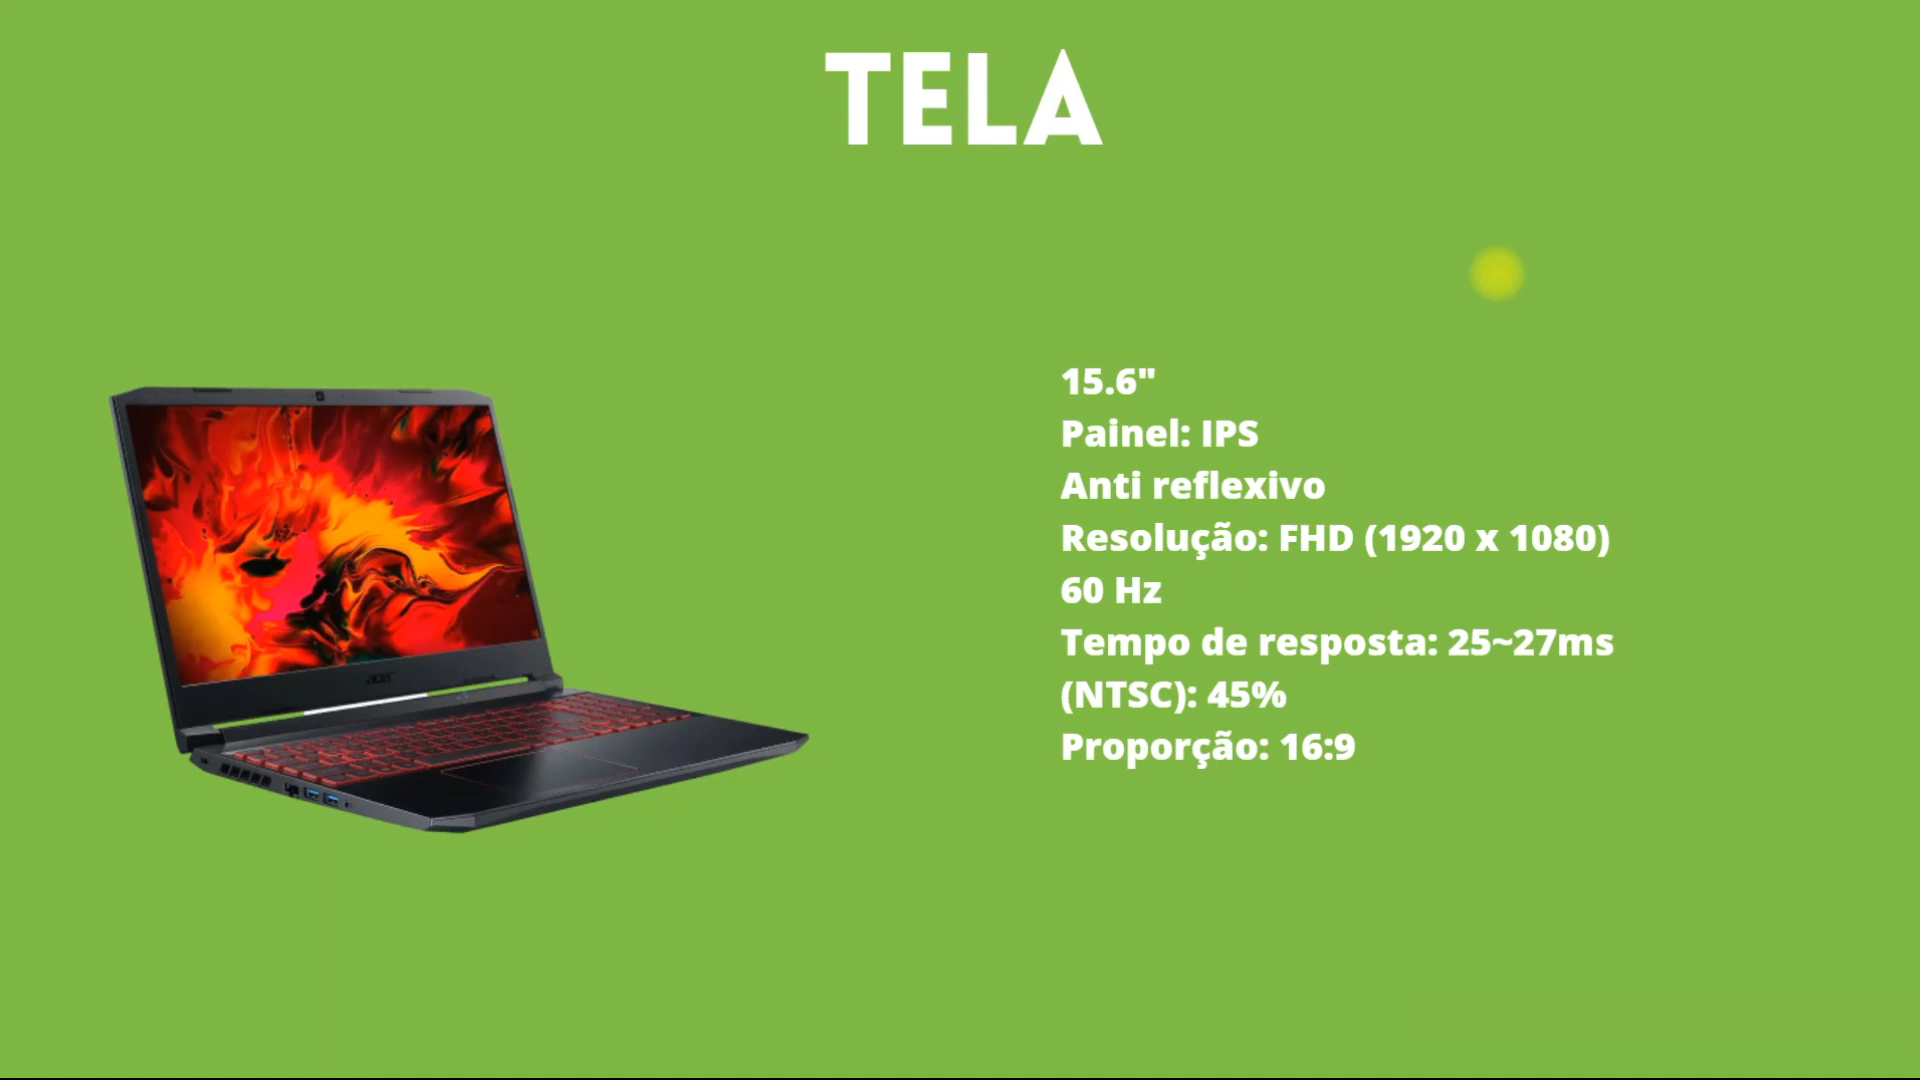 TELA
15.6"
Painel: IPS
Anti reflexivo
Resolução: FHD (1920 x 1080)
60 Hz
Tempo de resposta: 25~27ms
(NTSC): 45%
Proporção: 16:9
acer